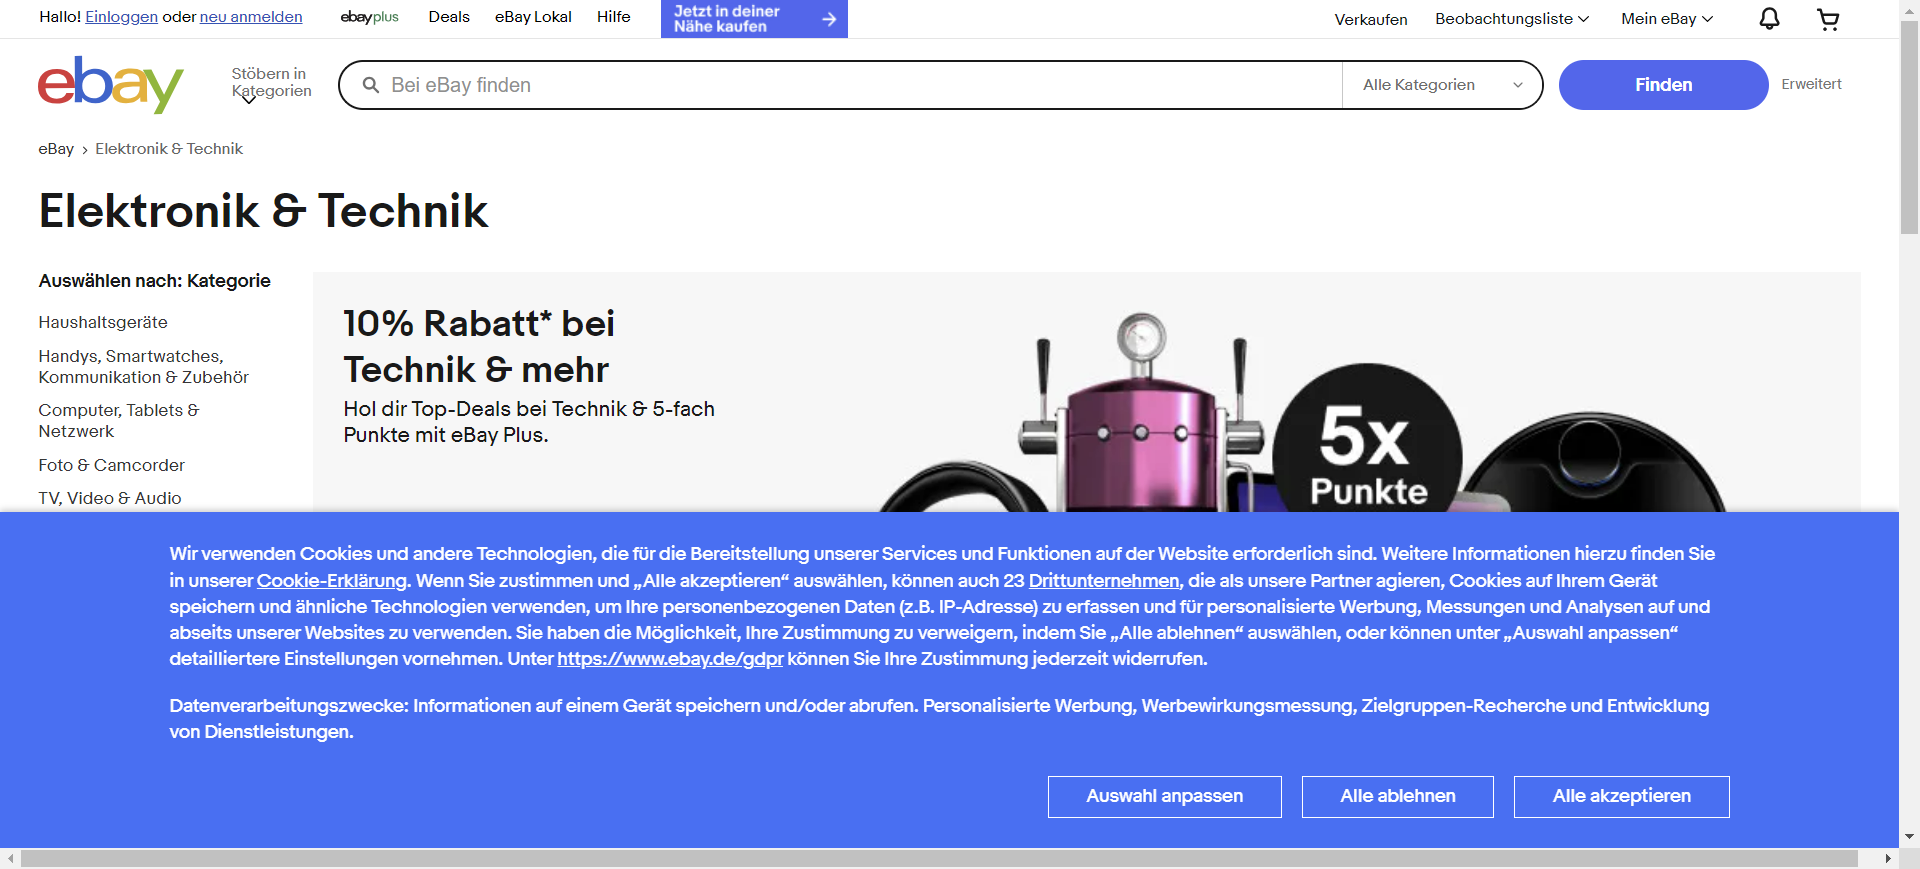 Hallo! Einloggen oder neu anmelden
ebayplus
Deals
eBay Lokal
Hilfe
Jetzt in deiner
Nähe kaufen
Verkaufen
Beobachtungsliste
Mein eBay
ebay
Stöbern in
Kategorien
Bei eBay finden
Alle Kategorien
Finden
Erweitert
eBay
Elektronik & Technik
Elektronik & Technik
Auswählen nach: Kategorie
Haushaltsgeräte
Handys, Smartwatches,
Kommunikation & Zubehör
Computer, Tablets &
Netzwerk
Foto & Camcorder
TV, Video & Audio
10% Rabatt* bei
Technik & mehr
Hol dir Top-Deals bei Technik & 5-fach
Punkte mit eBay Plus.
5x
Punkte
Wir verwenden Cookies und andere Technologien, die für die Bereitstellung unserer Services und Funktionen auf der Website erforderlich sind. Weitere Informationen hierzu finden Sie
in unserer Cookie-Erklärung. Wenn Sie zustimmen und „Alle akzeptieren“ auswählen, können auch 23 Drittunternehmen, die als unsere Partner agieren, Cookies auf Ihrem Gerät
speichern und ähnliche Technologien verwenden, um Ihre personenbezogenen Daten (z.B. IP-Adresse) zu erfassen und für personalisierte Werbung, Messungen und Analysen auf und
abseits unserer Websites zu verwenden. Sie haben die Möglichkeit, Ihre Zustimmung zu verweigern, indem Sie „Alle ablehnen“ auswählen, oder können unter „Auswahl anpassen“
detailliertere Einstellungen vornehmen. Unter https://www.ebay.de/gdpr können Sie Ihre Zustimmung jederzeit widerrufen.
Datenverarbeitungszwecke: Informationen auf einem Gerät speichern und/oder abrufen. Personalisierte Werbung, Werbewirkungsmessung, Zielgruppen-Recherche und Entwicklung
von Dienstleistungen.
Auswahl anpassen
Alle ablehnen
Alle akzeptieren